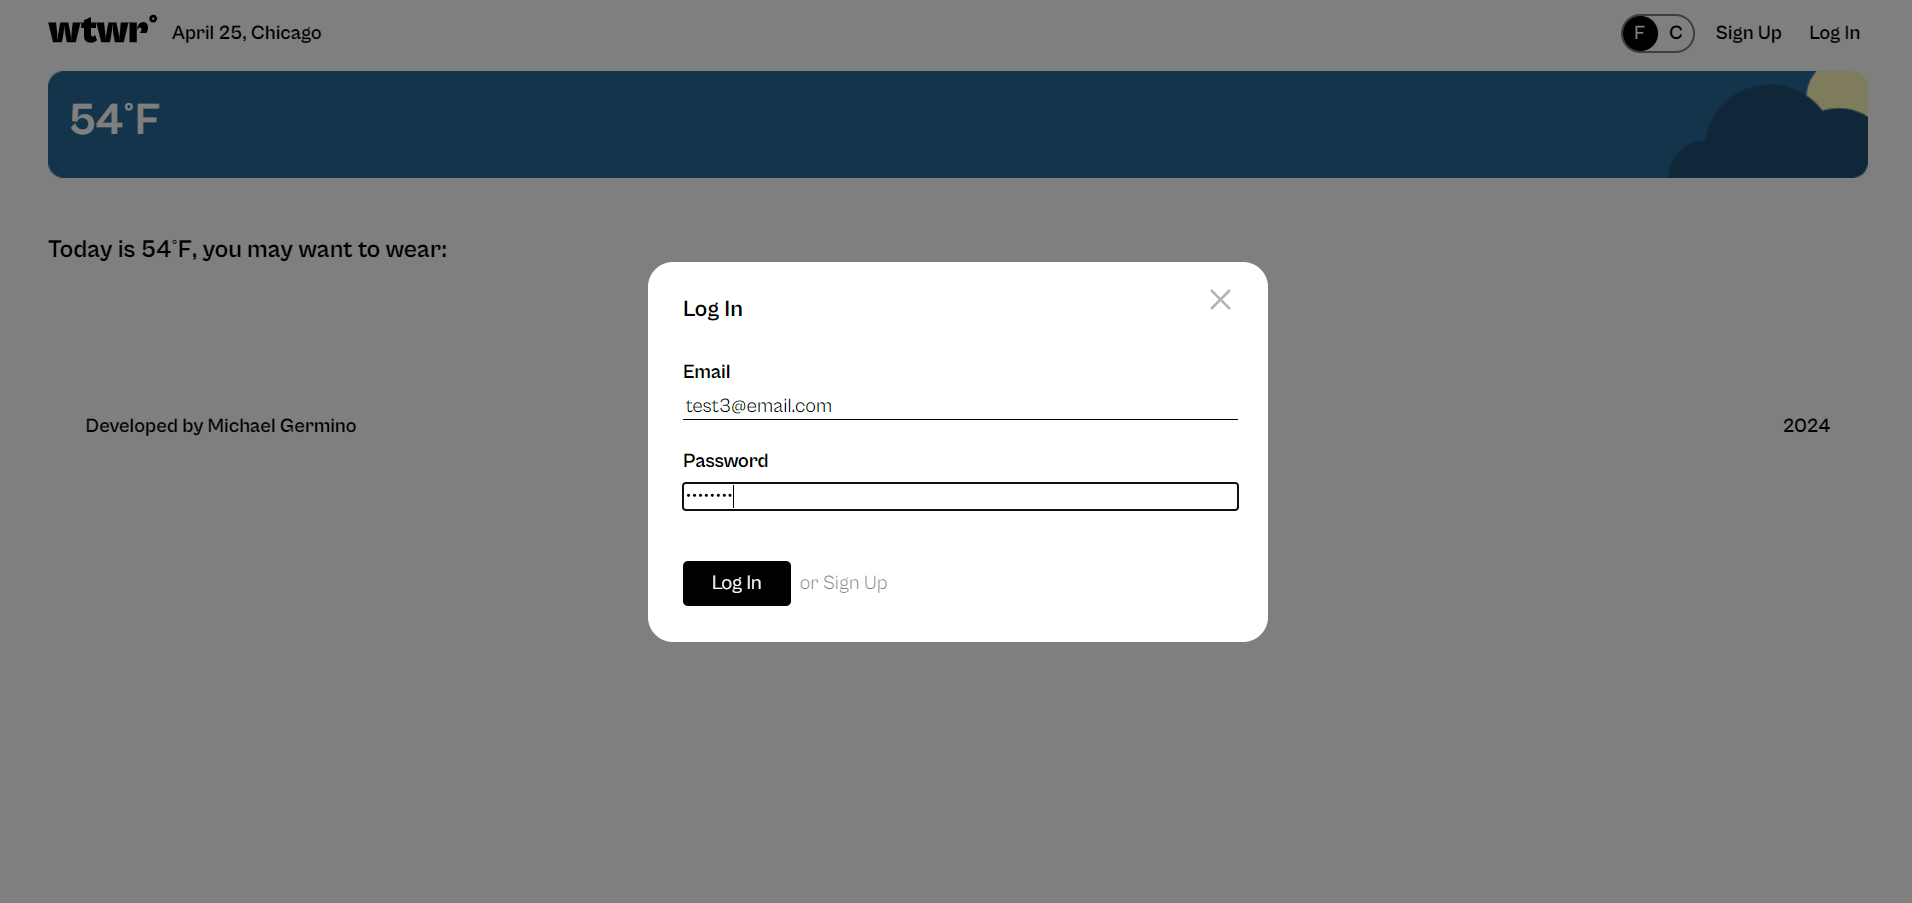 wtwr° April 25, Chicago F C Sign Up Log In
54°F
Today is 54°F, you may want to wear:
Log In
Email
test3@email.com
Password
••••••••
Log In or Sign Up
Developed by Michael Germino 2024